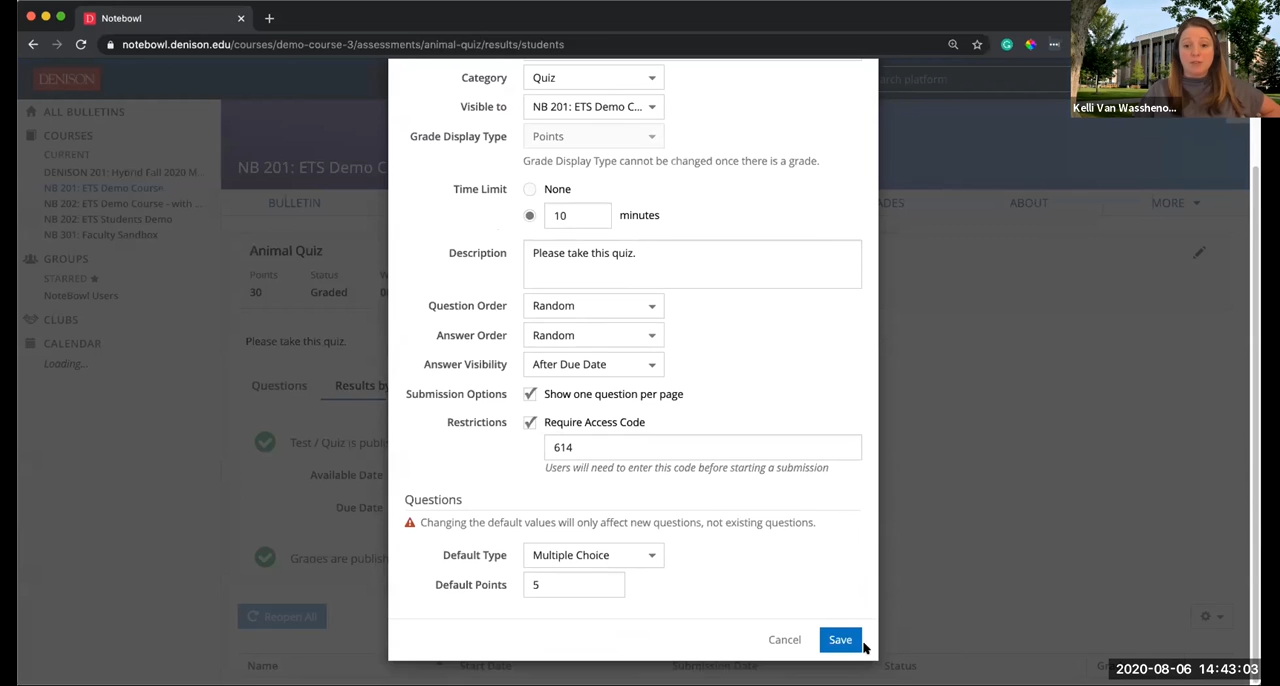 Notebowl
notebowl.denison.edu/courses/demo-course-3/assessments/animal-quiz/results/students
DENISON
arch platform
Kelli Van Wassheno...
ALL BULLETINS
COURSES
CURRENT
DENISON 201: Hybrid Fall 2020 M...
NB 201: ETS Demo Course
NB 202: ETS Demo Course - with ...
NB 202: ETS Students Demo
NB 301: Faculty Sandbox
GROUPS
STARRED
NoteBowl Users
CLUBS
CALENDAR
Loading...
NB 201: ETS Demo C
BULLETIN
ADES
ABOUT
MORE
Animal Quiz
Points
Status
30
Graded
Please take this quiz.
Questions
Results by
Test / Quiz is publis
Available Date
Due Date
Grades are publish
Reopen All
Name
Start Date
Submission Date
Status
Category
Quiz
Visible to
NB 201: ETS Demo C...
Grade Display Type
Points
Grade Display Type cannot be changed once there is a grade.
Time Limit
None
10
minutes
Description
Please take this quiz.
Question Order
Random
Answer Order
Random
Answer Visibility
After Due Date
Submission Options
Show one question per page
Restrictions
Require Access Code
614
Users will need to enter this code before starting a submission
Questions
Changing the default values will only affect new questions, not existing questions.
Default Type
Multiple Choice
Default Points
5
Cancel
Save
2020-08-06 14:43:03